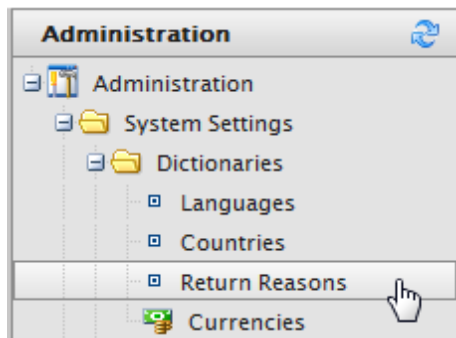 Administration
Administration
System Settings
Dictionaries
Languages
Countries
Return Reasons
Currencies